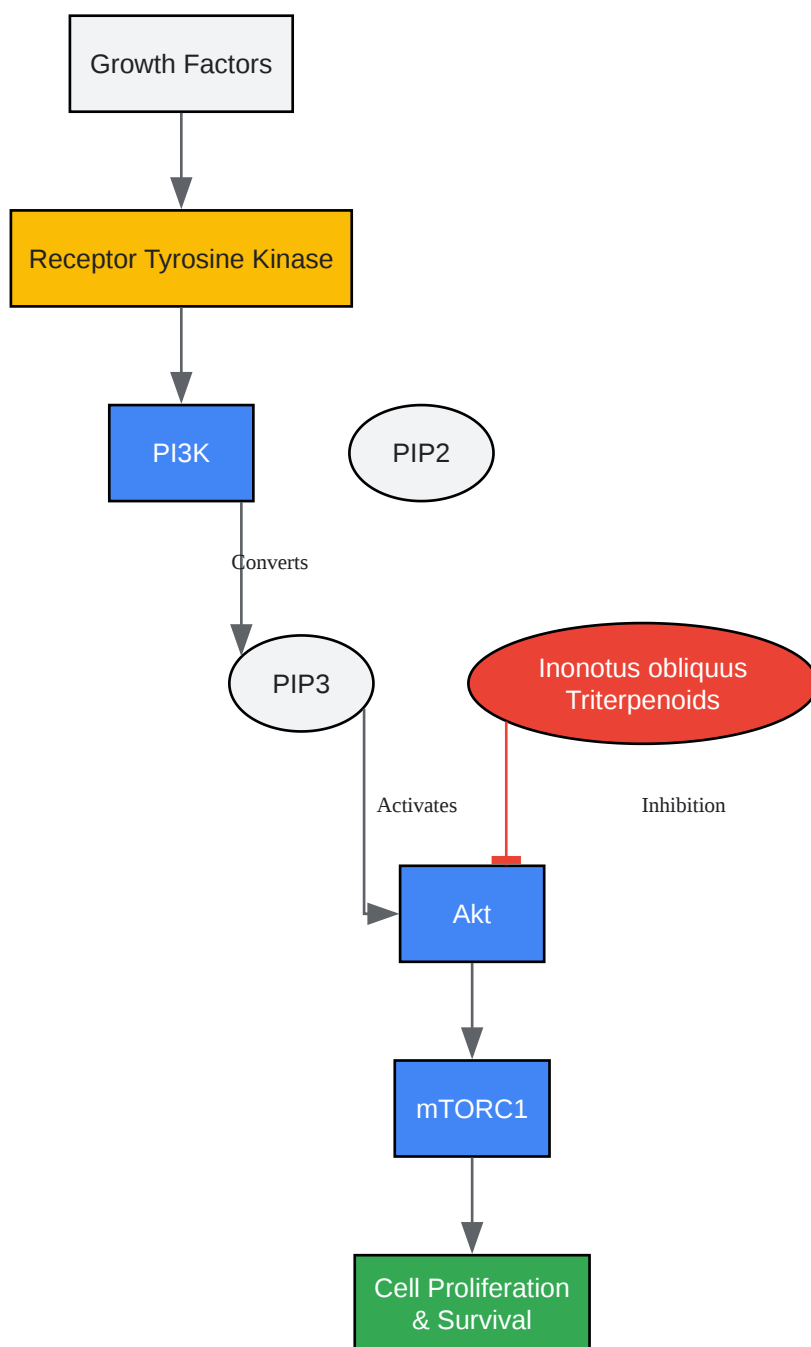 Growth Factors
Receptor Tyrosine Kinase
PI3K
PIP2
Converts
PIP3
Inonotus obliquus
Triterpenoids
Activates
Inhibition
Akt
mTORC1
Cell Proliferation
& Survival